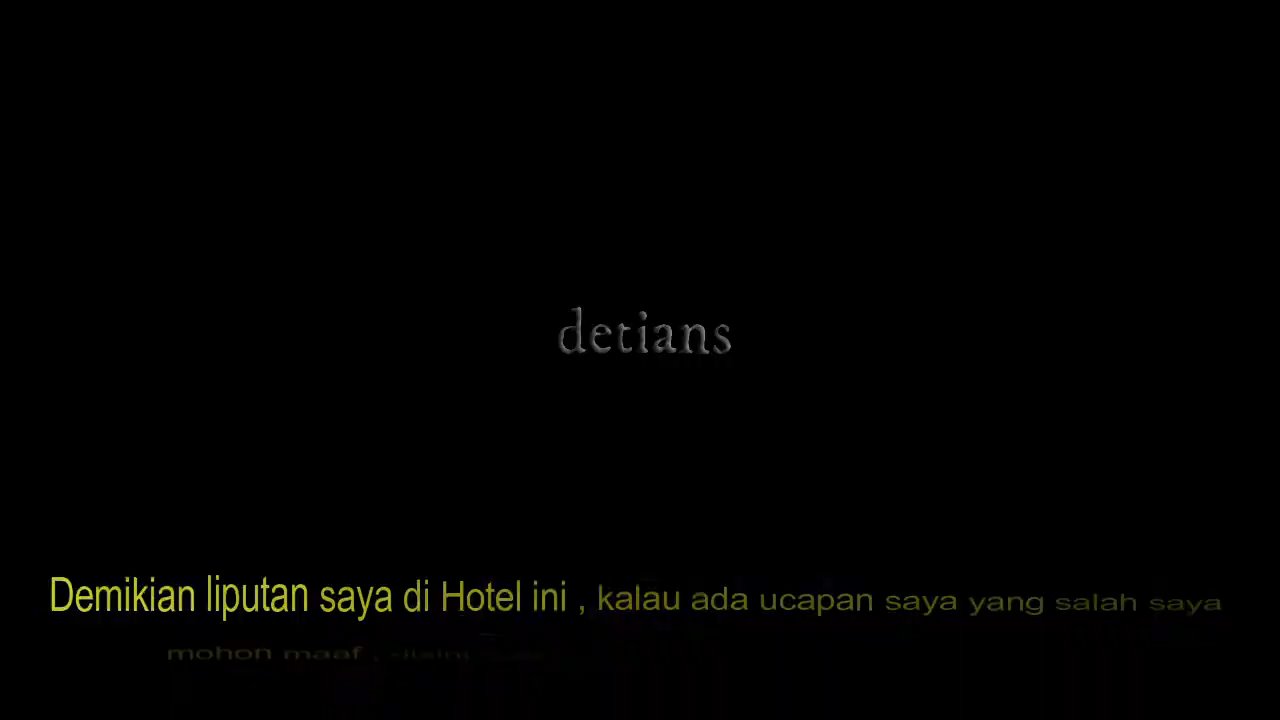 detians
Demikian liputan saya di Hotel ini , kalau ada ucapan saya yang salah saya
mohon maaf ,